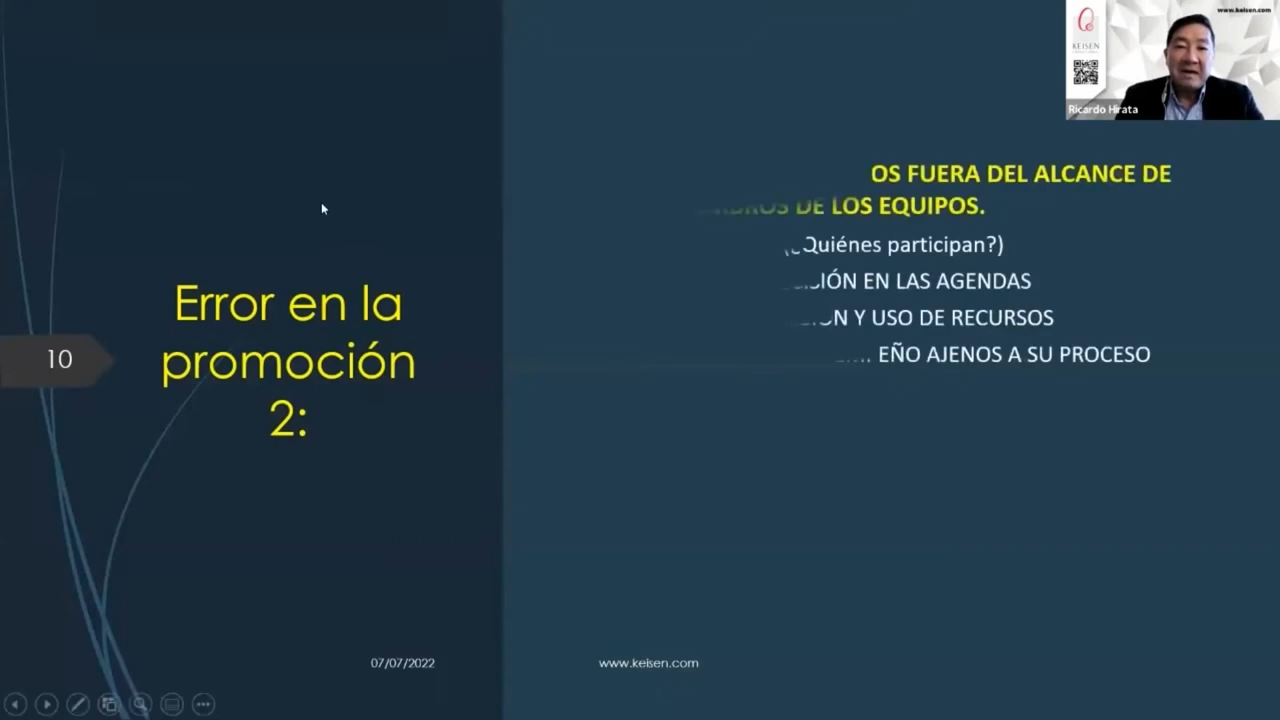 www.keisen.com
KEISEN
Ricardo Hirata
OS FUERA DEL ALCANCE DE
DE LOS EQUIPOS.
¿Quiénes participan?)
EN LAS AGENDAS
Y USO DE RECURSOS
EÑO AJENOS A SU PROCESO
Error en la
promoción
2:
10
07/07/2022
www.keisen.com